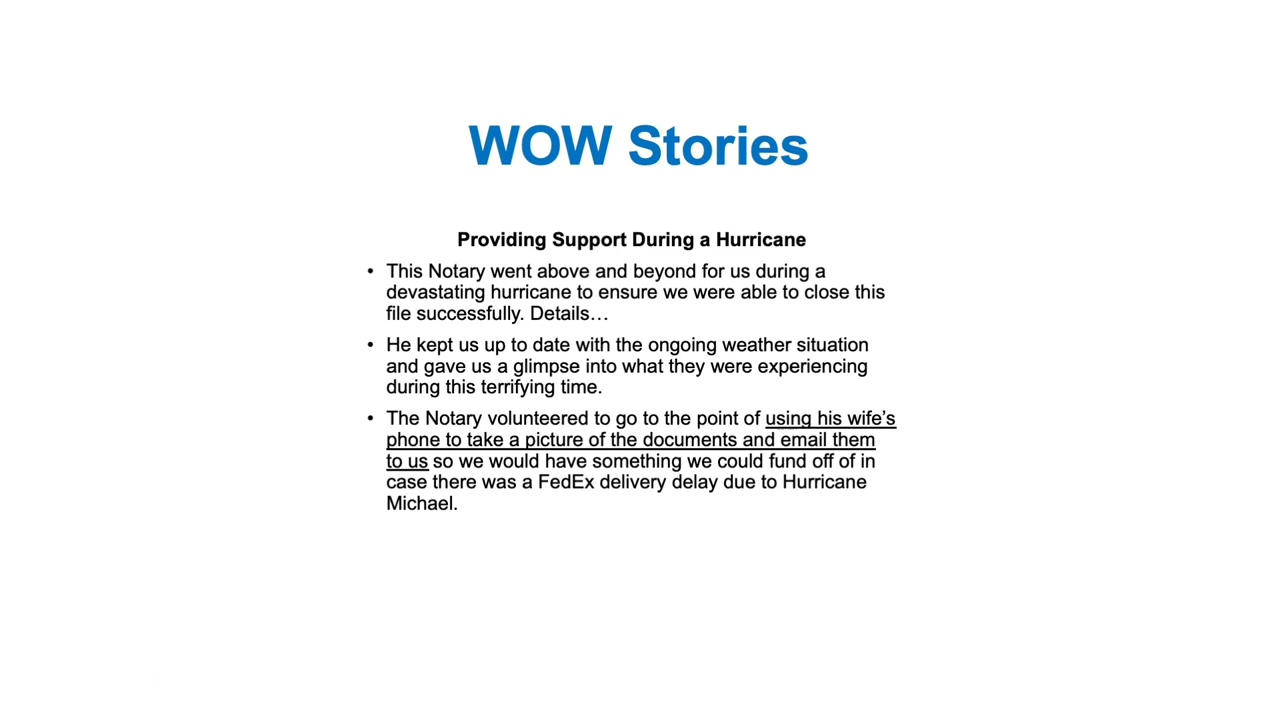 WOW Stories
Providing Support During a Hurricane
• This Notary went above and beyond for us during a
devastating hurricane to ensure we were able to close this
file successfully. Details…
• He kept us up to date with the ongoing weather situation
and gave us a glimpse into what they were experiencing
during this terrifying time.
• The Notary volunteered to go to the point of using his wife’s
phone to take a picture of the documents and email them
to us so we would have something we could fund off of in
case there was a FedEx delivery delay due to Hurricane
Michael.